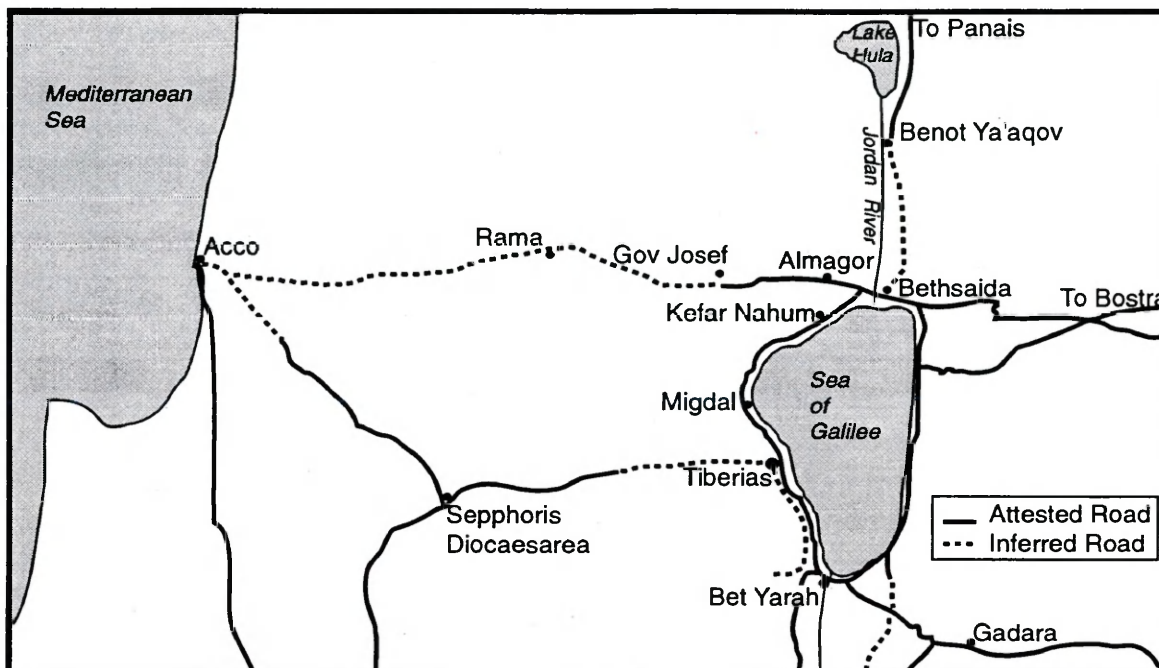 Mediterranean
Sea
Lake
Hula
To Panais
Benot Ya'aqov
Jordan River
Acco
Rama
Gov Josef
Almagor
Bethsaida
Kefar Nahum
To Bostra
Migdal
Sea
of
Galilee
Tiberias
Sepphoris
Diocaesarea
Attested Road
Inferred Road
Bet Yarah
Gadara